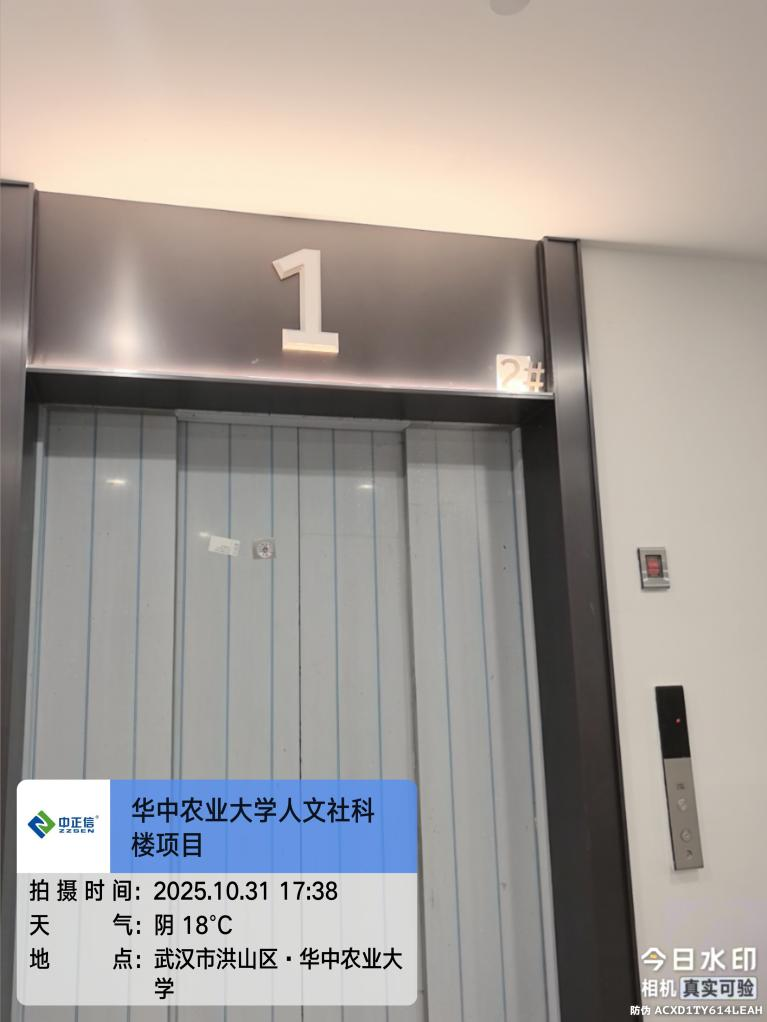 1
2#
中正信
ZZSEN
华中农业大学人文社科
楼项目
拍摄时间: 2025.10.31 17:38
天气: 阴 18°C
地点: 武汉市洪山区·华中农业大
学
今日水印
相机 真实可验
防伪 ACXD1TY614LEAH